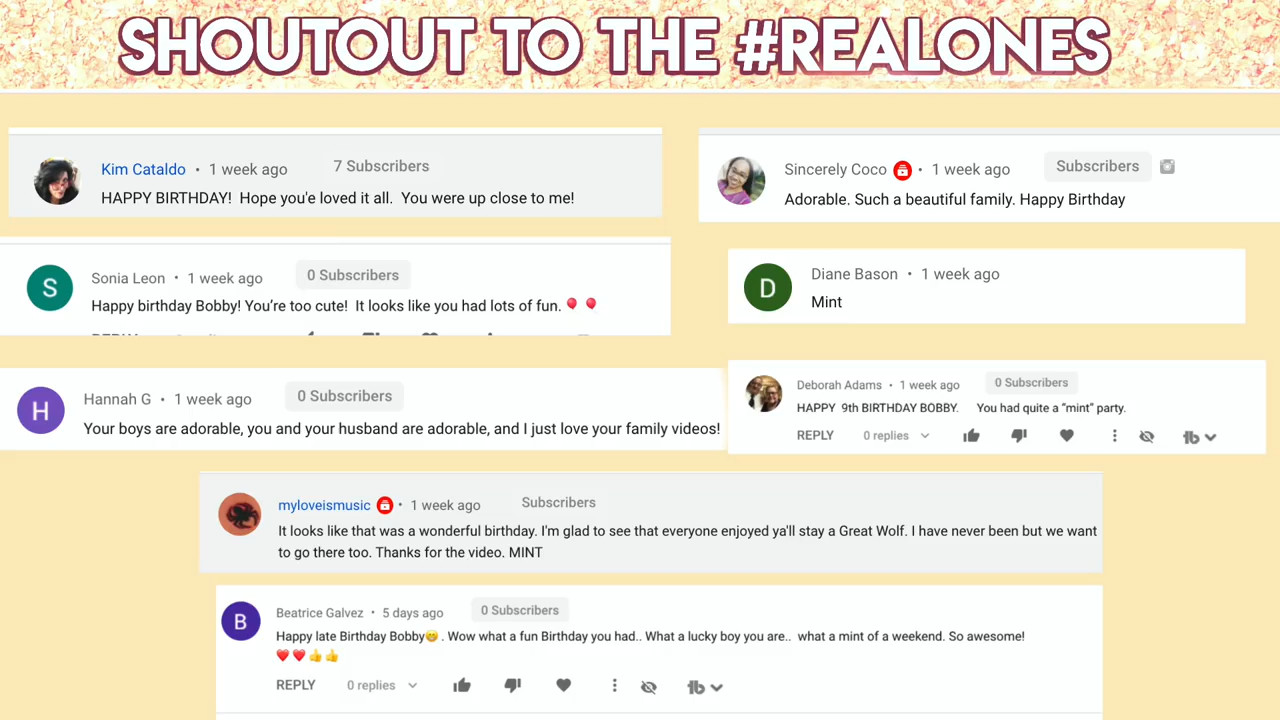 SHOUTOUT TO THE #REALONES
Kim Cataldo • 1 week ago 7 Subscribers
HAPPY BIRTHDAY! Hope you'e loved it all. You were up close to me!
Sincerely Coco • 1 week ago Subscribers
Adorable. Such a beautiful family. Happy Birthday
S
Sonia Leon • 1 week ago 0 Subscribers
Happy birthday Bobby! You're too cute! It looks like you had lots of fun. 🎈 🎈
REPLY
D
Diane Bason • 1 week ago
Mint
H
Hannah G • 1 week ago 0 Subscribers
Your boys are adorable, you and your husband are adorable, and I just love your family videos!
Deborah Adams • 1 week ago 0 Subscribers
HAPPY 9th BIRTHDAY BOBBY. You had quite a “mint” party.
REPLY 0 replies
myloveismusic • 1 week ago Subscribers
It looks like that was a wonderful birthday. I'm glad to see that everyone enjoyed ya'll stay a Great Wolf. I have never been but we want
to go there too. Thanks for the video. MINT
B
Beatrice Galvez • 5 days ago 0 Subscribers
Happy late Birthday Bobby🤭 . Wow what a fun Birthday you had.. What a lucky boy you are.. what a mint of a weekend. So awesome!
❤️❤️👍👍
REPLY 0 replies